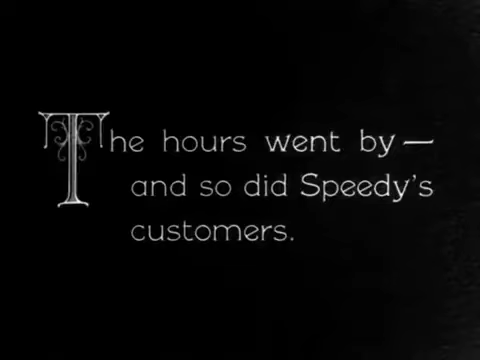 The hours went by—
and so did Speedy's
customers.